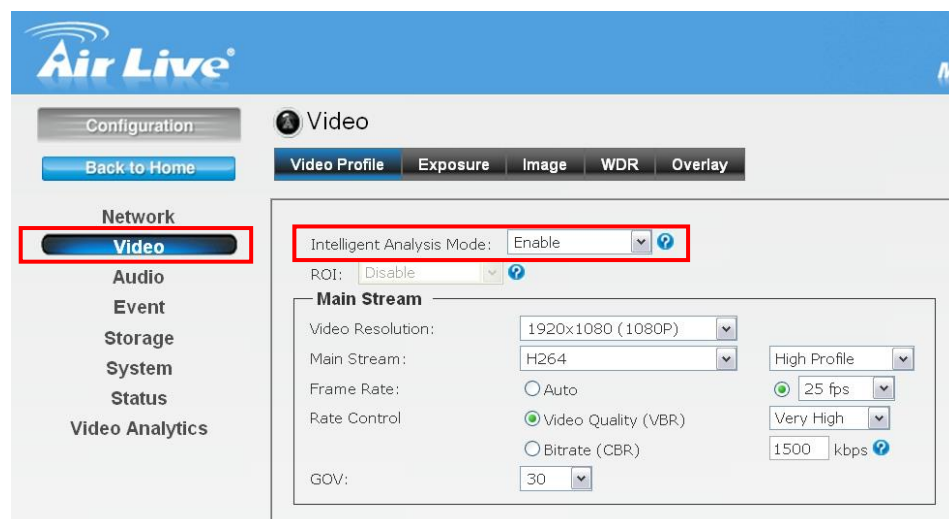 Air Live®
M
Configuration
Back to Home
Network
Video
Audio
Event
Storage
System
Status
Video Analytics
Video
Video Profile Exposure Image WDR Overlay
Intelligent Analysis Mode: Enable ?
ROI: Disable ?
Main Stream
Video Resolution: 1920x1080 (1080P)
Main Stream: H264 High Profile
Frame Rate: Auto 25 fps
Rate Control Video Quality (VBR) Very High
Bitrate (CBR) 1500 kbps ?
GOV: 30